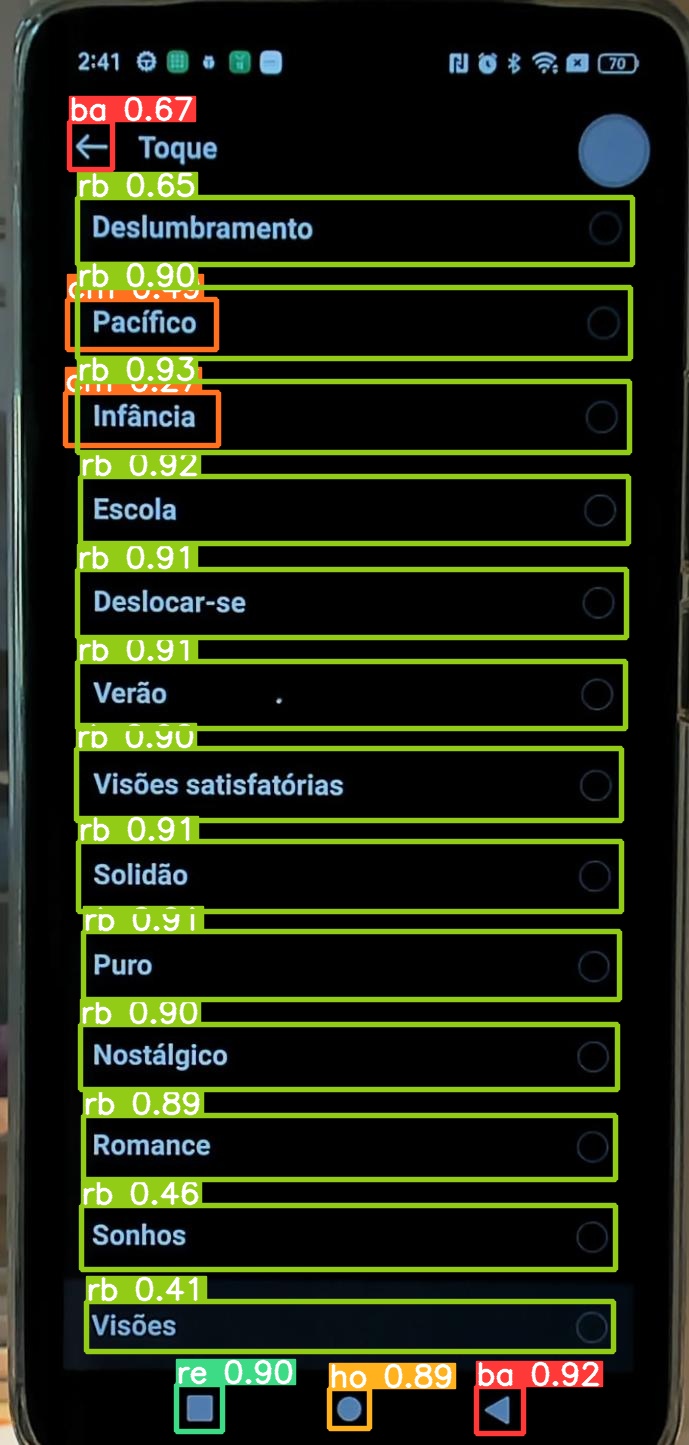 2:41 70
ba 0.67
Toque
rb 0.65
Deslumbramento
rb 0.90
Pacífico
rb 0.93
Infância
rb 0.92
Escola
rb 0.91
Deslocar-se
rb 0.91
Verão
rb 0.90
Visões satisfatórias
rb 0.91
Solidão
rb 0.91
Puro
rb 0.90
Nostálgico
rb 0.89
Romance
rb 0.46
Sonhos
rb 0.41
Visões
re 0.90 ho 0.89 ba 0.92